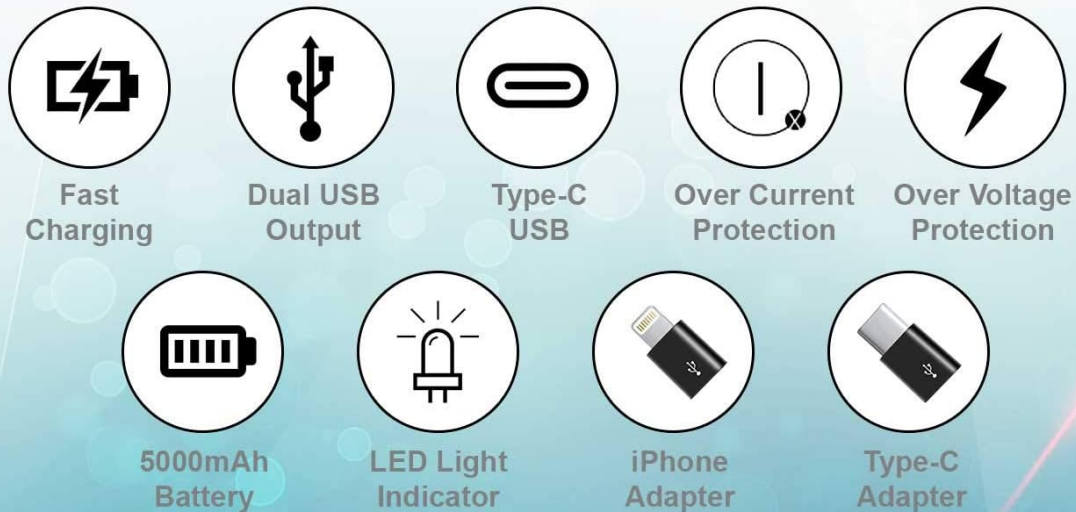 Fast
Charging
Dual USB
Output
Type-C
USB
Over Current
Protection
Over Voltage
Protection
5000mAh
Battery
LED Light
Indicator
iPhone
Adapter
Type-C
Adapter